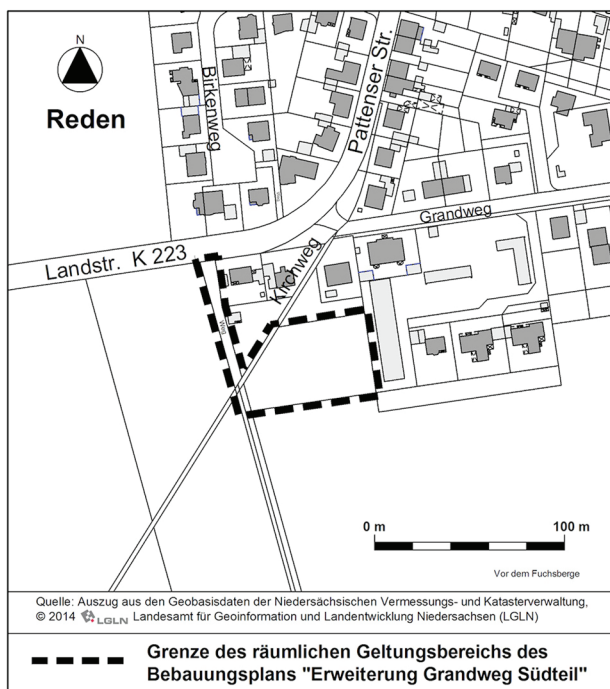 N
Reden
Birkenweg
Pattenser Str.
Grandweg
Landstr. K 223
Kirchweg
Weg
0 m
100 m
Vor dem Fuchsberge
Quelle: Auszug aus den Geobasisdaten der Niedersächsischen Vermessungs- und Katasterverwaltung,
© 2014 LGLN Landesamt für Geoinformation und Landentwicklung Niedersachsen (LGLN)
Grenze des räumlichen Geltungsbereichs des
Bebauungsplans "Erweiterung Grandweg Südteil"